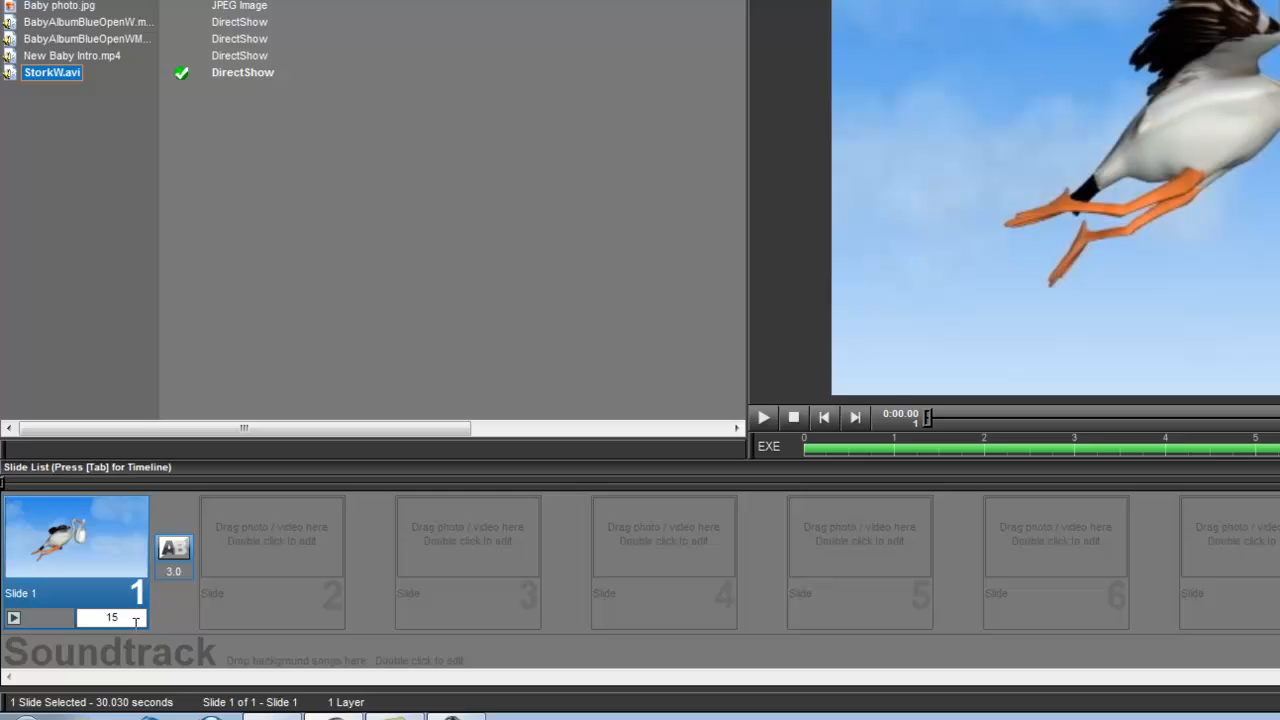 Baby photo.jpg JPEG Image
BabyAlbumBlueOpenW.m... DirectShow
BabyAlbumBlueOpenWM... DirectShow
New Baby Intro.mp4 DirectShow
StorkW.avi DirectShow
0:00.00
1
EXE 0 1 2 3 4 5
Slide List (Press [Tab] for Timeline)
Drag photo / video here Drag photo / video here Drag photo / video here Drag photo / video here Drag photo / video here Drag phot
Double click to edit Double click to edit Double click to edit Double click to edit Double click to edit Double
AB
3.0
Slide 1 1 Slide 2 Slide 3 Slide 4 Slide 5 Slide 6 Slide
15
Soundtrack Drop background songs here. Double click to edit.
1 Slide Selected - 30.030 seconds Slide 1 of 1 - Slide 1 1 Layer